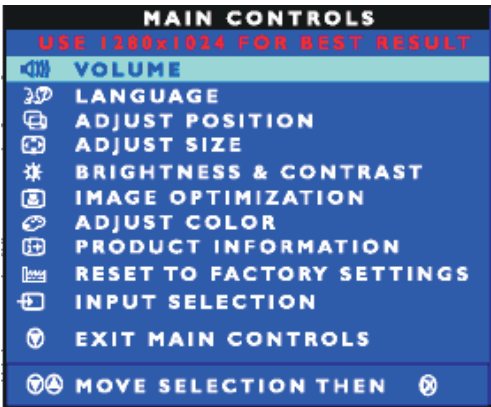 MAIN CONTROLS
USE 1280x1024 FOR BEST RESULT
VOLUME
LANGUAGE
ADJUST POSITION
ADJUST SIZE
BRIGHTNESS & CONTRAST
IMAGE OPTIMIZATION
ADJUST COLOR
PRODUCT INFORMATION
RESET TO FACTORY SETTINGS
INPUT SELECTION
EXIT MAIN CONTROLS
MOVE SELECTION THEN